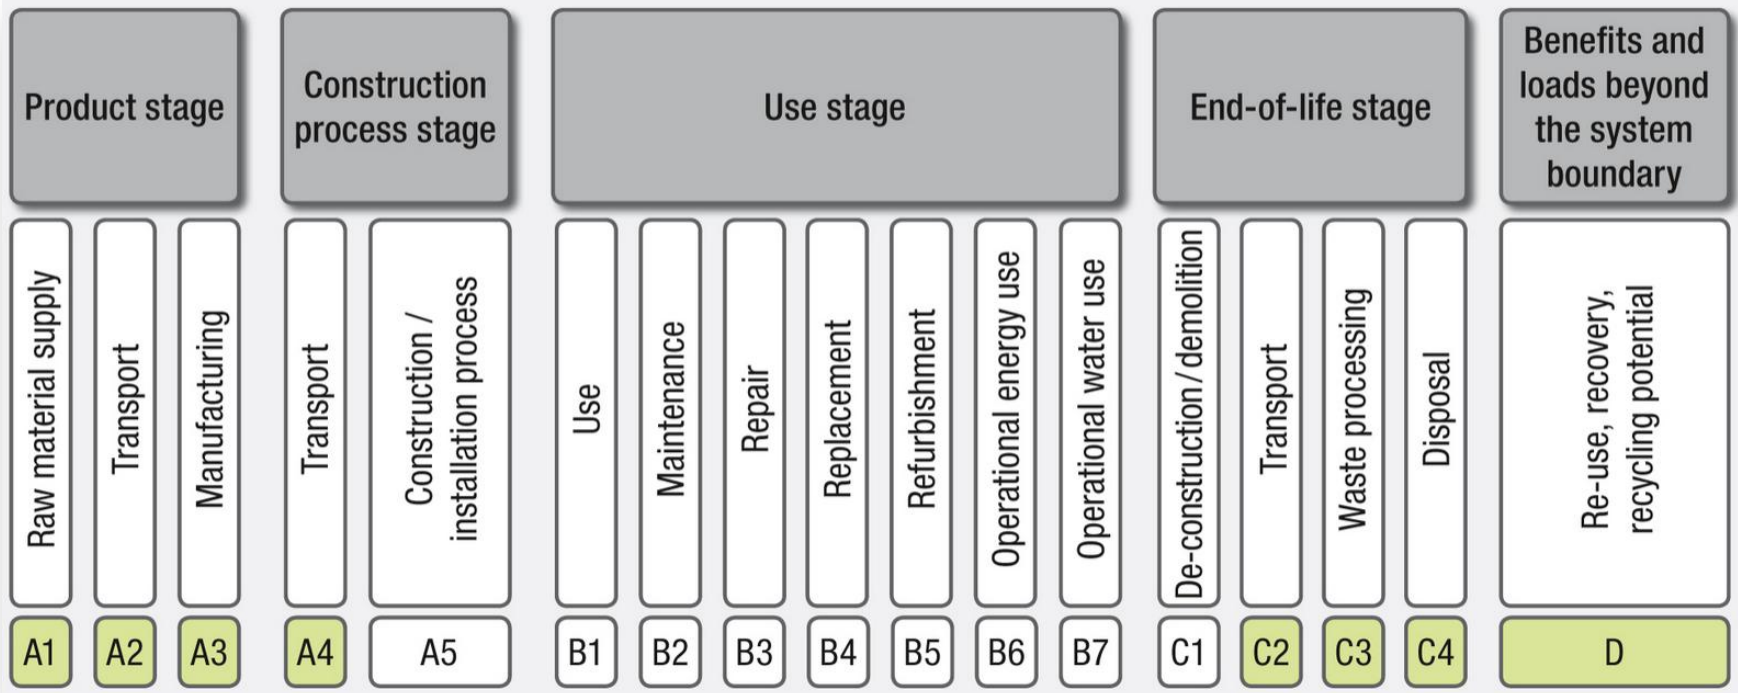 Product stage
Construction
process stage
Use stage
End-of-life stage
Benefits and
loads beyond
the system
boundary
Raw material supply
Transport
Manufacturing
Transport
Construction /
installation process
Use
Maintenance
Repair
Replacement
Refurbishment
Operational energy use
Operational water use
De-construction/demolition
Transport
Waste processing
Disposal
Re-use, recovery,
recycling potential
A1
A2
A3
A4
A5
B1
B2
B3
B4
B5
B6
B7
C1
C2
C3
C4
D